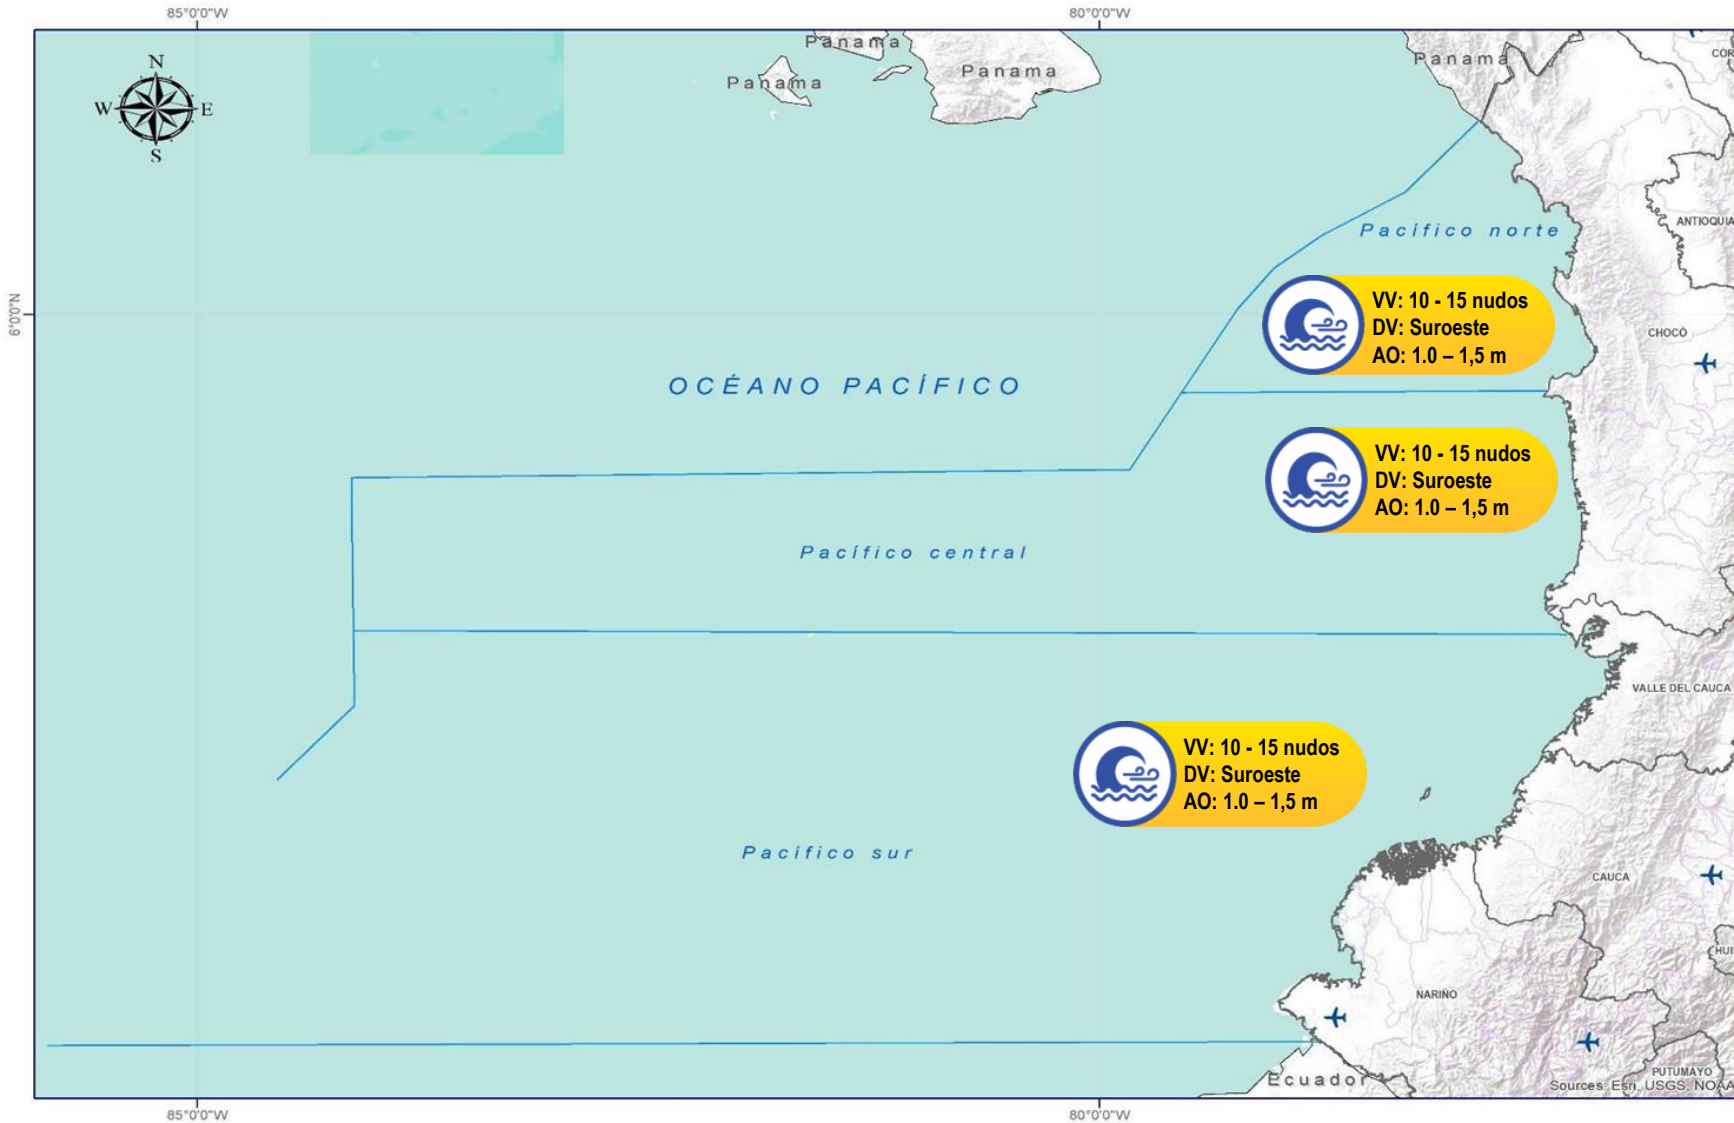 85°0'0"W
80°0'0"W
Panama
Panama
Panama
Panama
N
W
E
S
ANTIOQUIA
Pacífico norte
6°0'0"N
VV: 10 - 15 nudos
DV: Suroeste
AO: 1.0 – 1,5 m
CHOCÓ
OCÉANO PACÍFICO
VV: 10 - 15 nudos
DV: Suroeste
AO: 1.0 – 1,5 m
Pacífico central
VALLE DEL CAUCA
VV: 10 - 15 nudos
DV: Suroeste
AO: 1.0 – 1,5 m
Pacífico sur
CAUCA
HUI
NARIÑO
PUTUMAYO
Ecuador
Sources: Esri, USGS, NOAA
85°0'0"W
80°0'0"W